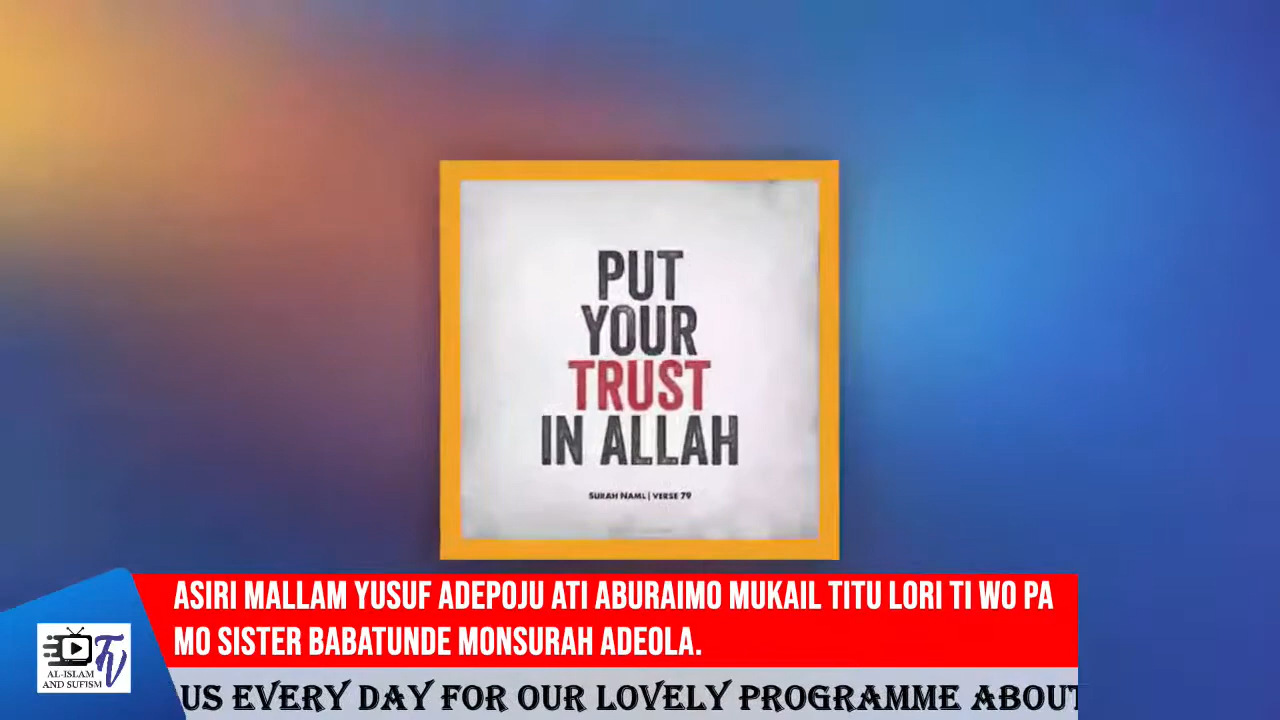 PUT
YOUR
TRUST
IN ALLAH
SURAH NAML | VERSE 79
ASIRI MALLAM YUSUF ADEPOJU ATI ABURAIMO MUKAIL TITU LORI TI WO PA
MO SISTER BABATUNDE MONSURAH ADEOLA.
TV
AL-ISLAM
AND SUFISM
US EVERY DAY FOR OUR LOVELY PROGRAMME ABOUT